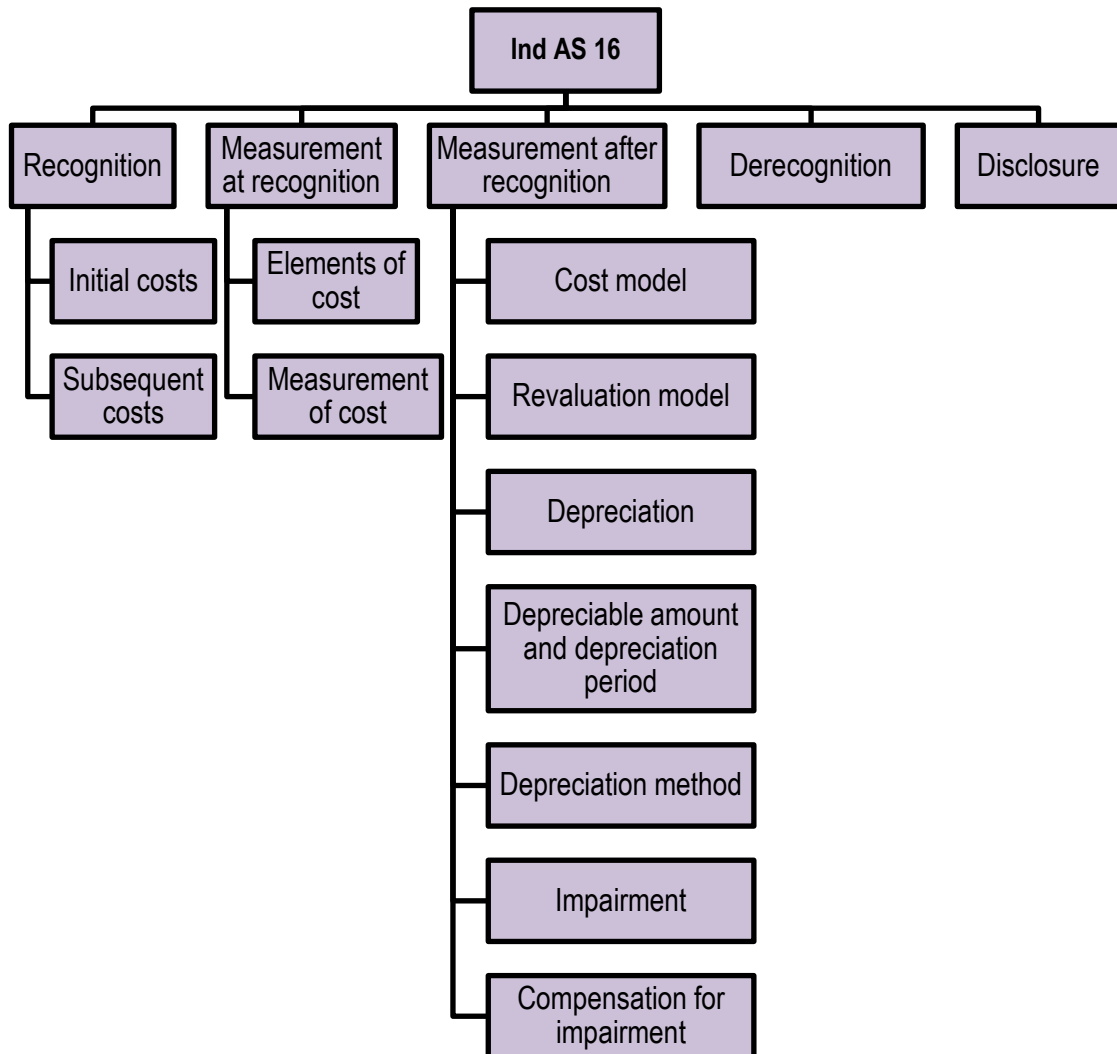 Ind AS 16
Recognition
Measurement
at recognition
Measurement after
recognition
Derecognition
Disclosure
Initial costs
Subsequent
costs
Elements of
cost
Measurement
of cost
Cost model
Revaluation model
Depreciation
Depreciable amount
and depreciation
period
Depreciation method
Impairment
Compensation for
impairment